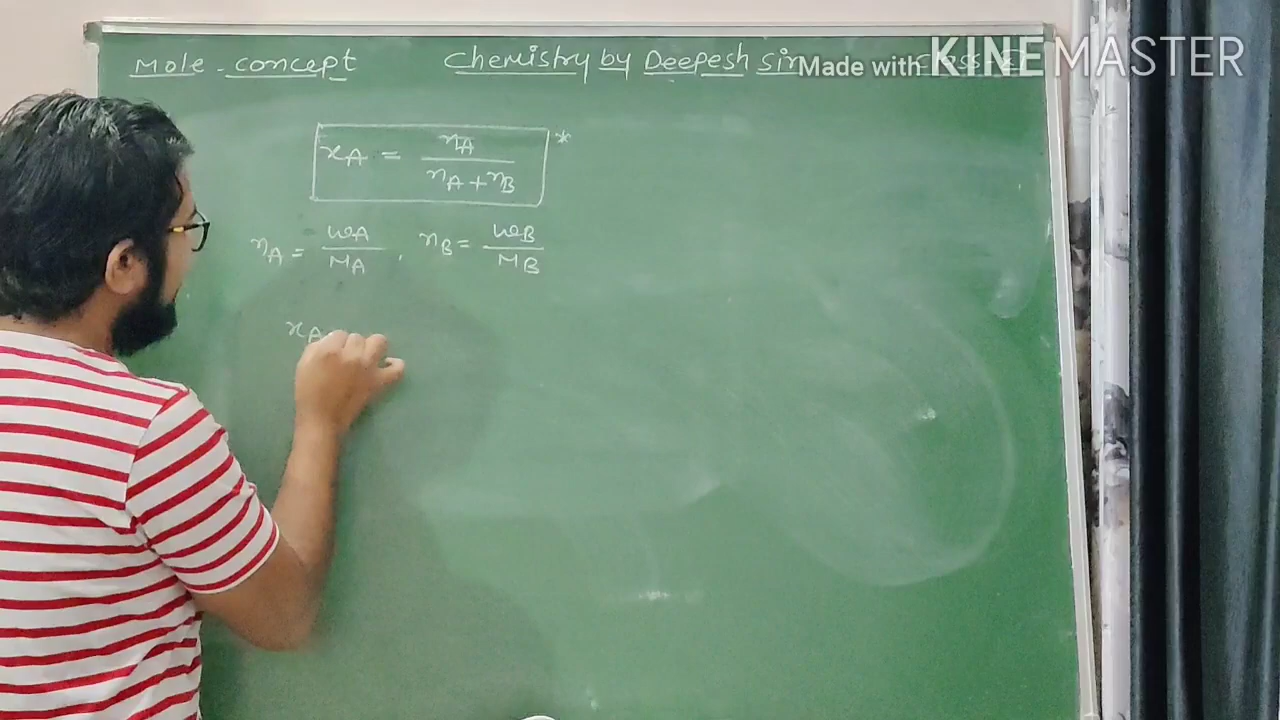 Mole concept Chemistry by Deepesh sir Made with KINEMASTER
xA = nA / nA + nB *
nA = wA / MA , nB = wB / MB
xA